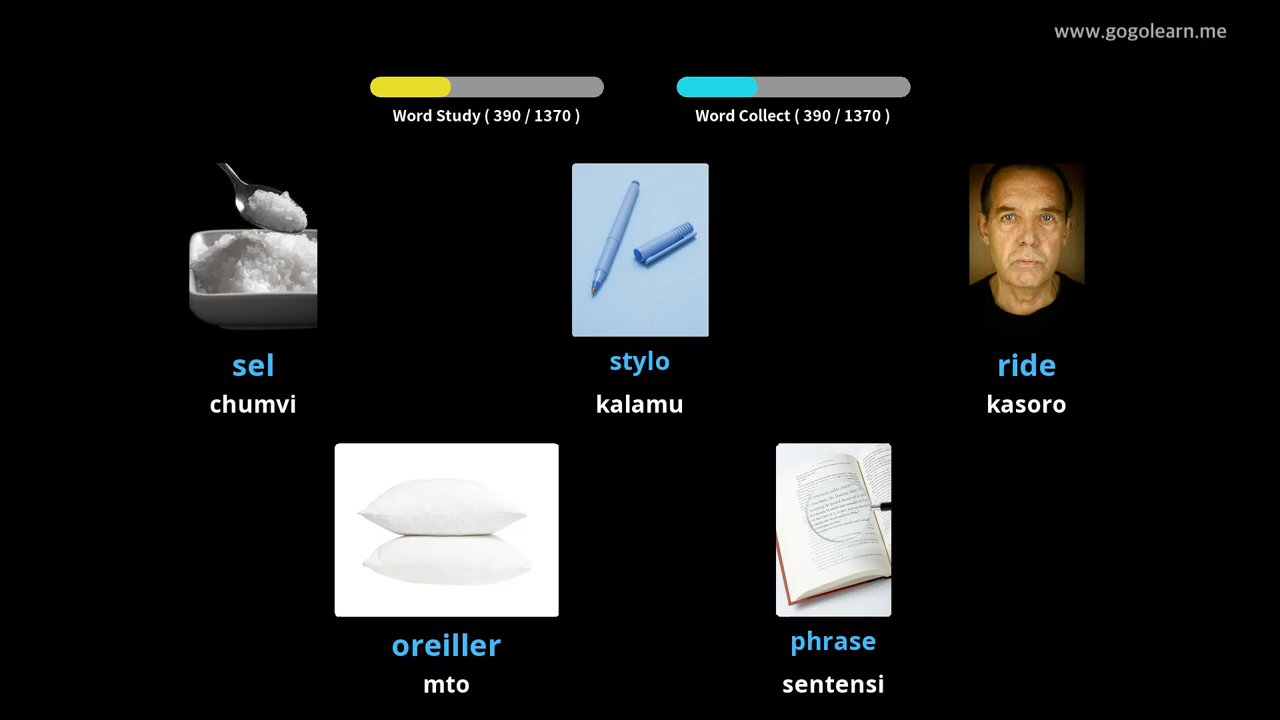 www.gogolearn.me
Word Study ( 390 / 1370 )
Word Collect ( 390 / 1370 )
sel
chumvi
stylo
kalamu
ride
kasoro
oreiller
mto
phrase
sentensi